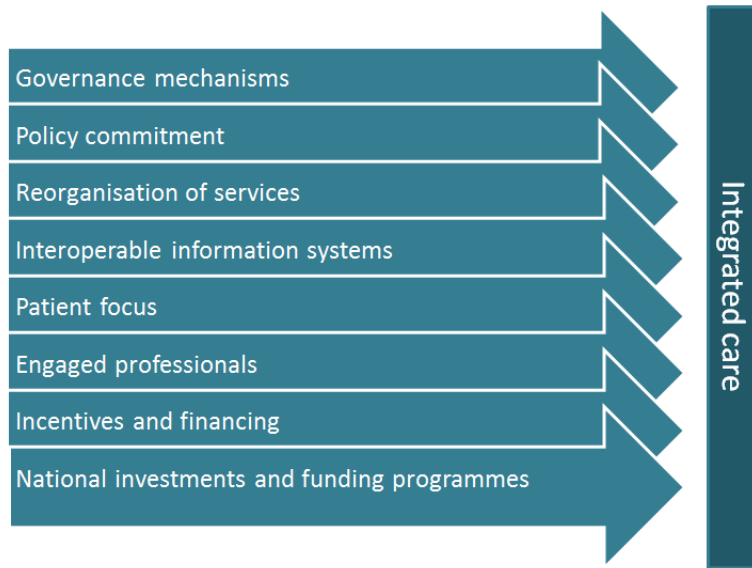 Governance mechanisms
Policy commitment
Reorganisation of services
Interoperable information systems
Patient focus
Engaged professionals
Incentives and financing
National investments and funding programmes
Integrated care